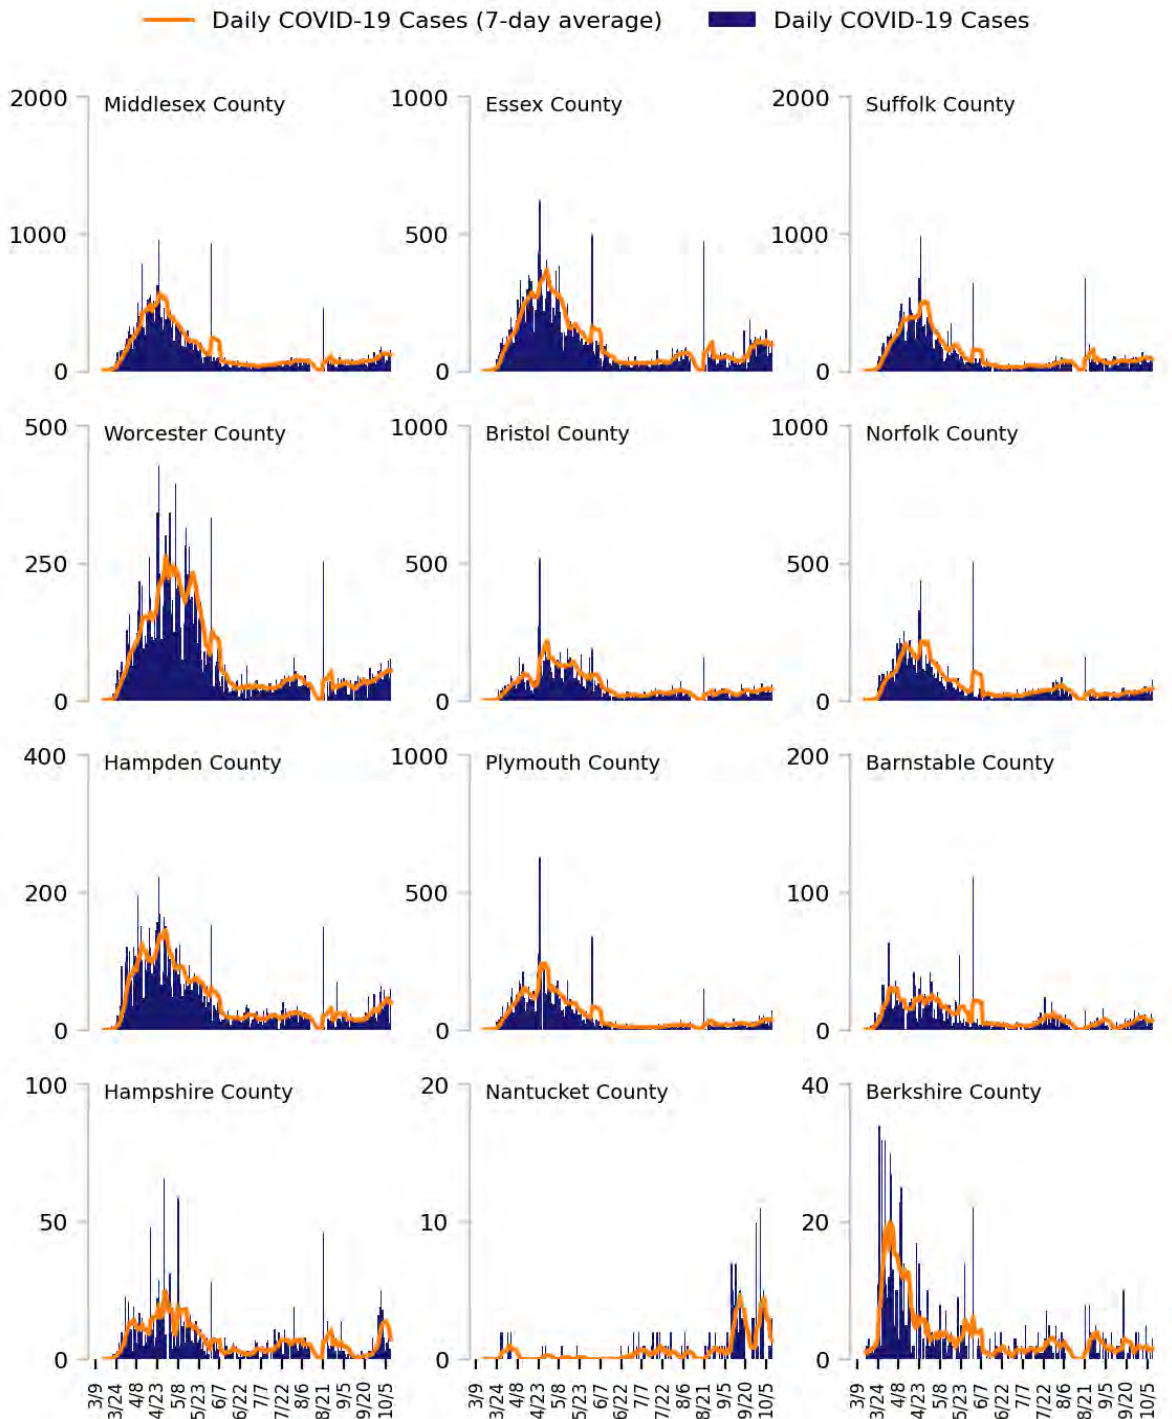 Daily COVID-19 Cases (7-day average) Daily COVID-19 Cases
2000 Middlesex County 1000 Essex County 2000 Suffolk County
1000 500 1000
0 0 0
500 Worcester County 1000 Bristol County 1000 Norfolk County
250 500 500
0 0 0
400 Hampden County 1000 Plymouth County 200 Barnstable County
200 500 100
0 0 0
100 Hampshire County 20 Nantucket County 40 Berkshire County
50 10 20
0 0 0
3/9 3/24 4/8 4/23 5/8 5/23 6/7 6/22 7/7 7/22 8/6 8/21 9/5 9/20 10/5 3/9 3/24 4/8 4/23 5/8 5/23 6/7 6/22 7/7 7/22 8/6 8/21 9/5 9/20 10/5 3/9 3/24 4/8 4/23 5/8 5/23 6/7 6/22 7/7 7/22 8/6 8/21 9/5 9/20 10/5